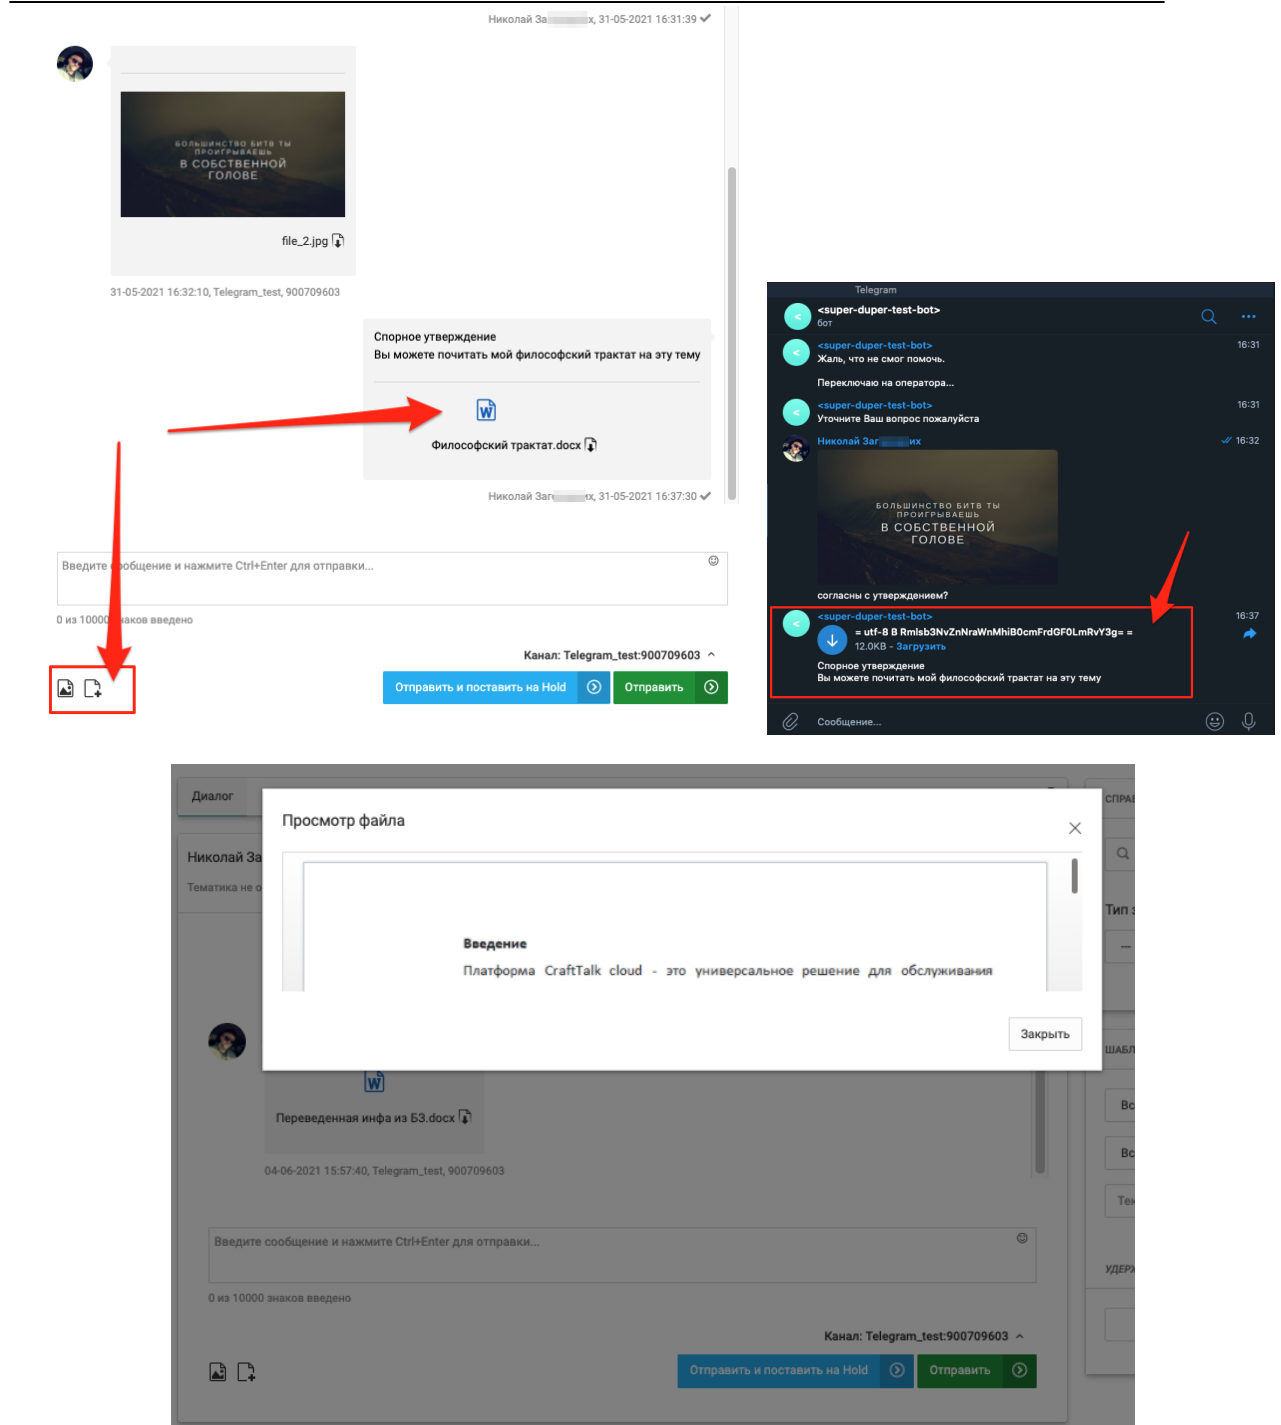 Николай За х, 31-05-2021 16:31:39
БОЛЬШИНСТВО БИТВ ТЫ
ПРОИГРЫВАЕШЬ
В СОБСТВЕННОЙ
ГОЛОВЕ
file_2.jpg
31-05-2021 16:32:10, Telegram_test, 900709603
Спорное утверждение
Вы можете почитать мой философский трактат на эту тему
Философский трактат.docx
Николай Заг х, 31-05-2021 16:37:30
Введите сообщение и нажмите Ctrl+Enter для отправки...
0 из 10000 знаков введено
Канал: Telegram_test:900709603
Отправить и поставить на Hold
Отправить
Telegram
<super-duper-test-bot>
бот
<super-duper-test-bot> 16:31
Жаль, что не смог помочь.
Переключаю на оператора...
<super-duper-test-bot> 16:31
Уточните Ваш вопрос пожалуйста
Николай Заг их 16:32
БОЛЬШИНСТВО БИТВ ТЫ
ПРОИГРЫВАЕШЬ
В СОБСТВЕННОЙ
ГОЛОВЕ
согласны с утверждением?
<super-duper-test-bot> 16:37
= utf-8 B Rmlsb3NvZnNraWnMhiB0cmFrdGF0LmRvY3g= =
12.0KB - Загрузить
Спорное утверждение
Вы можете почитать мой философский трактат на эту тему
Сообщение...
Диалог
СПРАВ
Просмотр файла
Николай За
Тематика не о
Тип з
---
Введение
Платформа CraftTalk cloud - это универсальное решение для обслуживания
Закрыть
ШАБЛ
Вс
Переведенная инфа из БЗ.docx
Вс
04-06-2021 15:57:40, Telegram_test, 900709603
Тек
Введите сообщение и нажмите Ctrl+Enter для отправки...
УДЕРЖ
0 из 10000 знаков введено
Канал: Telegram_test:900709603
Отправить и поставить на Hold
Отправить